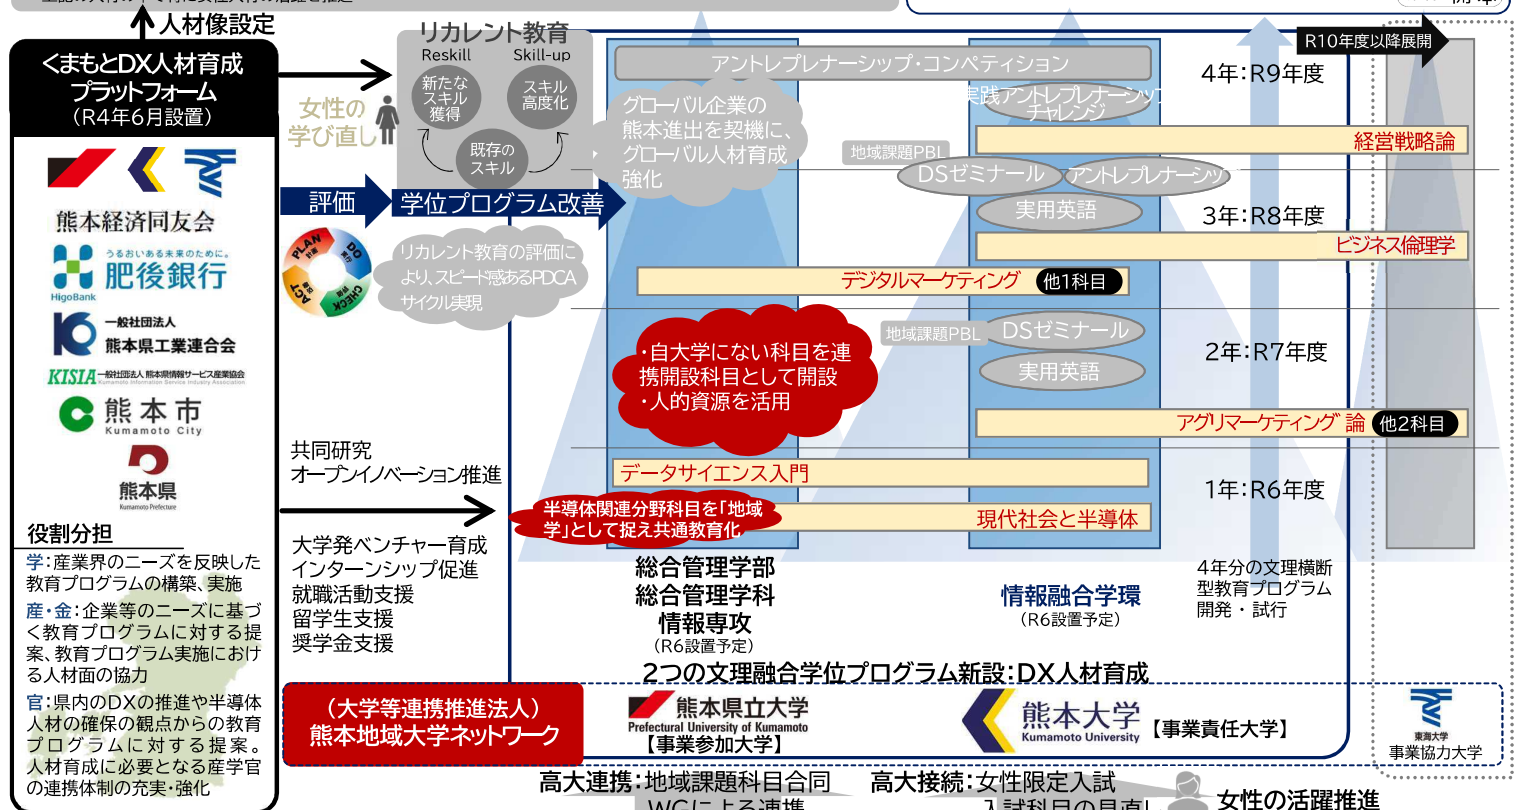 人材像設定
くまもとDX人材育成
プラットフォーム
(R4年6月設置)
熊本経済同友会
うるおいある未来のために。
肥後銀行
HigoBank
一般社団法人
熊本県工業連合会
KISIA 一般社団法人 熊本県情報サービス産業協会
Kumamoto Information Service Industry Association
熊本市
Kumamoto City
熊本県
Kumamoto Prefecture
役割分担
学:産業界のニーズを反映した
教育プログラムの構築、実施
産・金:企業等のニーズに基づ
く教育プログラムに対する提
案、教育プログラム実施におけ
る人材面の協力
官:県内のDXの推進や半導体
人材の確保の観点からの教育
プログラムに対する提案。
人材育成に必要となる産学官
の連携体制の充実・強化
女性の
学び直し
リカレント教育
Reskill
Skill-up
新たな
スキル
獲得
スキル
高度化
既存の
スキル
評価
学位プログラム改善
PLAN
計画
DO
実行
CHECK
ACT
リカレント教育の評価に
より、スピード感あるPDCA
サイクル実現
共同研究
オープンイノベーション推進
大学発ベンチャー育成
インターンシップ促進
就職活動支援
留学生支援
奨学金支援
アントレプレナーシップ・コンペティション
グローバル企業の
熊本進出を契機に、
グローバル人材育成
強化
R10年度以降展開
4年:R9年度
実践アントレプレナーシップ
チャレンジ
経営戦略論
地域課題PBL
DSゼミナール
アントレプレナーシップ
実用英語
3年:R8年度
ビジネス倫理学
デジタルマーケティング
他1科目
・自大学にない科目を連
携開設科目として開設
・人的資源を活用
地域課題PBL
DSゼミナール
実用英語
2年:R7年度
アグリマーケティング論
他2科目
データサイエンス入門
1年:R6年度
半導体関連分野科目を「地域
学」として捉え共通教育化
現代社会と半導体
総合管理学部
総合管理学科
情報専攻
(R6設置予定)
情報融合学環
(R6設置予定)
4年分の文理横断
型教育プログラム
開発・試行
2つの文理融合学位プログラム新設:DX人材育成
(大学等連携推進法人)
熊本地域大学ネットワーク
熊本県立大学
Prefectural University of Kumamoto
【事業参加大学】
熊本大学
Kumamoto University
【事業責任大学】
東海大学
事業協力大学
高大連携:地域課題科目合同
WGによる連携
高大接続:女性限定入試
入試科目の見直し
女性の活躍推進